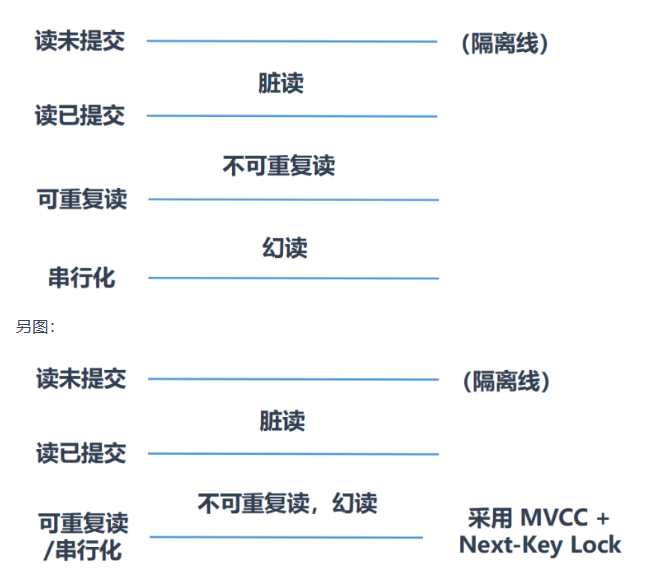 读未提交 (隔离线)
脏读
读已提交
不可重复读
可重复读
幻读
串行化
另图：
读未提交 (隔离线)
脏读
读已提交
不可重复读，幻读
可重复读
/串行化
采用 MVCC +
Next-Key Lock